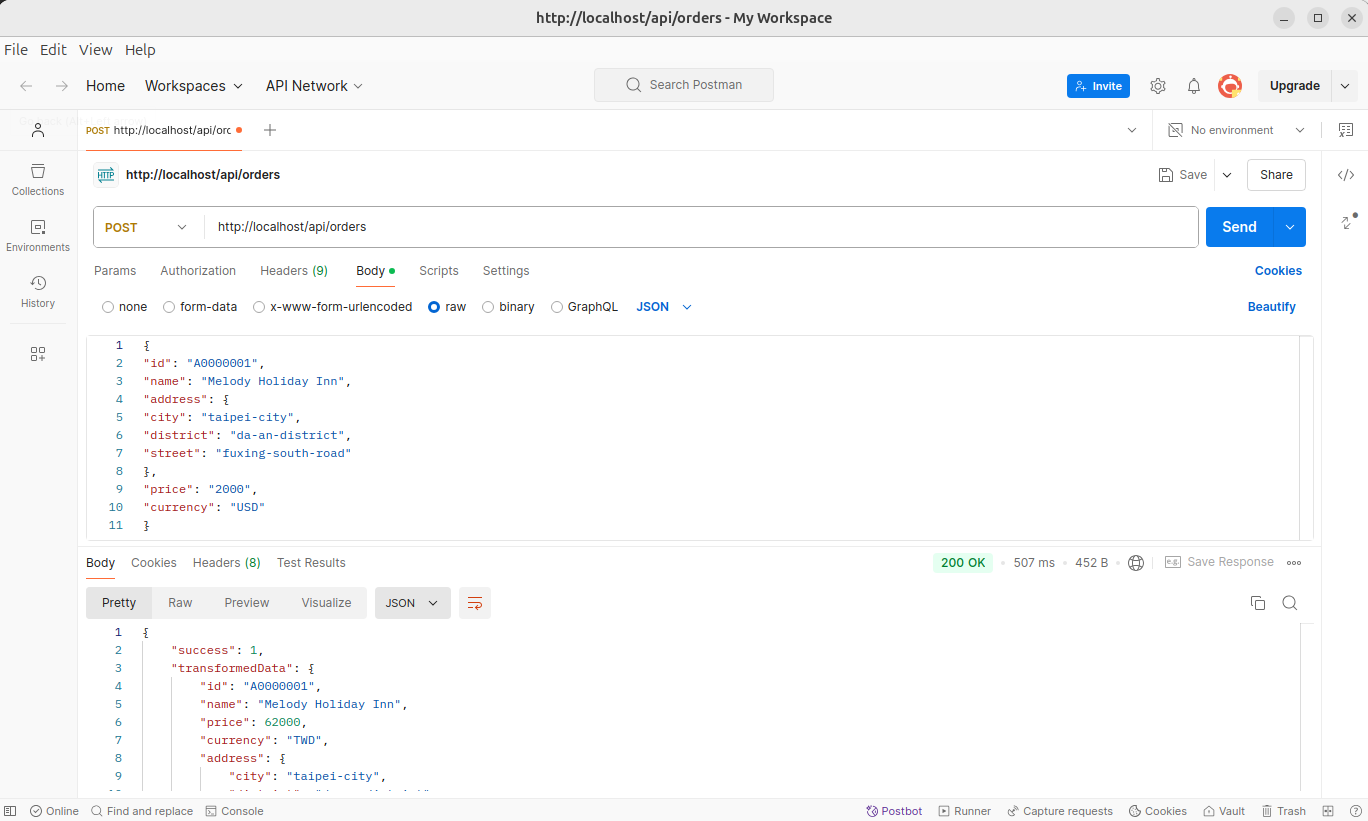 http://localhost/api/orders - My Workspace
File Edit View Help
Home Workspaces API Network Search Postman Invite Upgrade
POST http://localhost/api/orc No environment
HTTP http://localhost/api/orders Save Share
Collections
POST http://localhost/api/orders Send
Environments
Params Authorization Headers (9) Body Scripts Settings Cookies
History
none form-data x-www-form-urlencoded raw binary GraphQL JSON Beautify
1 {
2 "id": "A0000001",
3 "name": "Melody Holiday Inn",
4 "address": {
5 "city": "taipei-city",
6 "district": "da-an-district",
7 "street": "fuxing-south-road"
8 },
9 "price": "2000",
10 "currency": "USD"
11 }
Body Cookies Headers (8) Test Results 200 OK 507 ms 452 B e.g. Save Response
Pretty Raw Preview Visualize JSON
1 {
2 "success": 1,
3 "transformedData": {
4 "id": "A0000001",
5 "name": "Melody Holiday Inn",
6 "price": 62000,
7 "currency": "TWD",
8 "address": {
9 "city": "taipei-city",
Online Find and replace Console Postbot Runner Capture requests Cookies Vault Trash